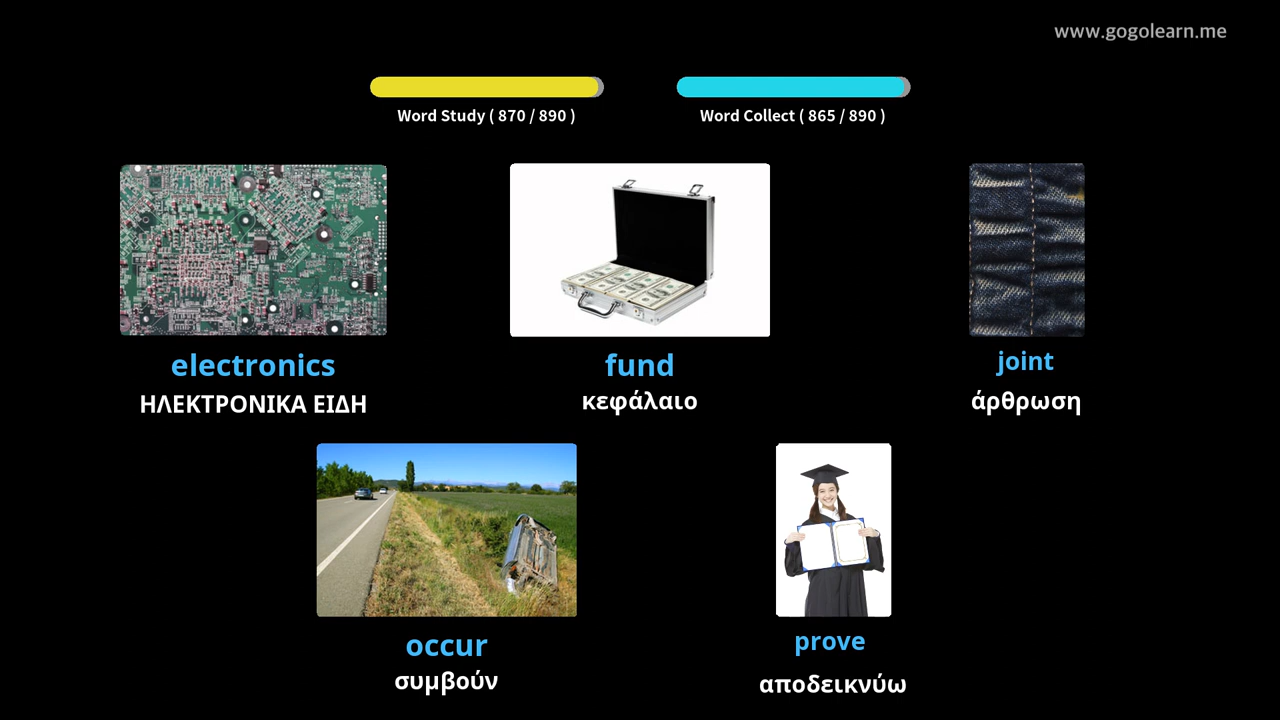 www.gogolearn.me
Word Study ( 870 / 890 )
Word Collect ( 865 / 890 )
electronics
ΗΛΕΚΤΡΟΝΙΚΑ ΕΙΔΗ
fund
κεφάλαιο
joint
άρθρωση
occur
συμβούν
prove
αποδεικνύω